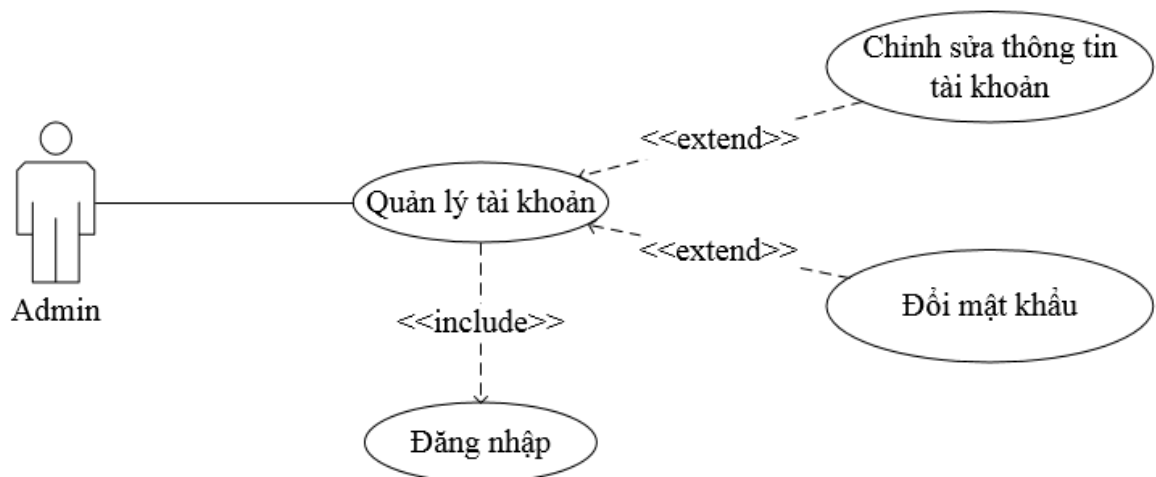 Chỉnh sửa thông tin
tài khoản
<<extend>>
Quản lý tài khoản
<<extend>>
Admin
Đổi mật khẩu
<<include>>
Đăng nhập